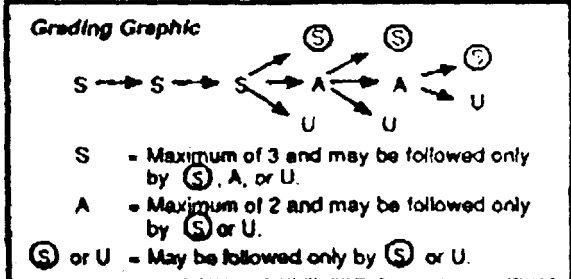 Grading Graphic
Ⓢ Ⓢ
S S S A A Ⓢ
U U U
S = Maximum of 3 and may be followed only
by Ⓢ, A, or U.
A = Maximum of 2 and may be followed only
by Ⓢ or U.
Ⓢ or U = May be followed only by Ⓢ or U.